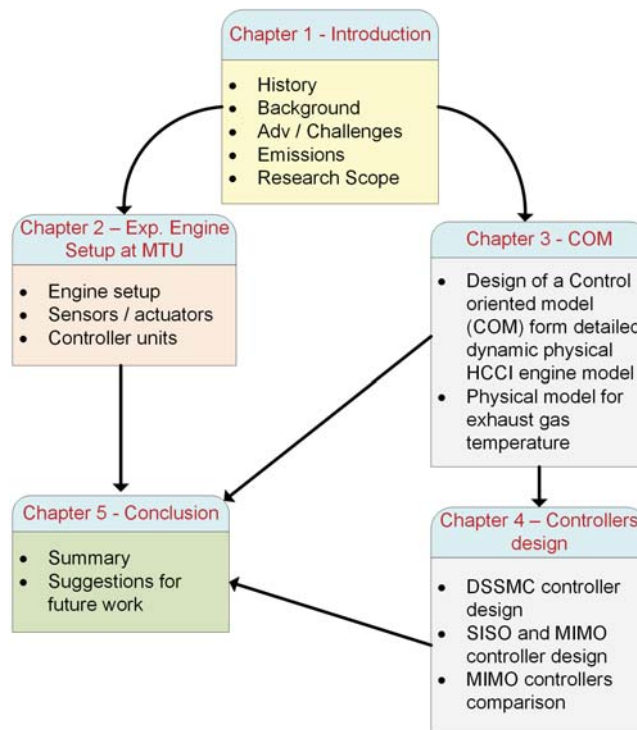 Chapter 1 - Introduction
• History
• Background
• Adv / Challenges
• Emissions
• Research Scope
Chapter 2 – Exp. Engine
Setup at MTU
• Engine setup
• Sensors / actuators
• Controller units
Chapter 3 - COM
• Design of a Control
oriented model
(COM) form detailed
dynamic physical
HCCI engine model
• Physical model for
exhaust gas
temperature
Chapter 4 – Controllers
design
• DSSMC controller
design
• SISO and MIMO
controller design
• MIMO controllers
comparison
Chapter 5 - Conclusion
• Summary
• Suggestions for
future work